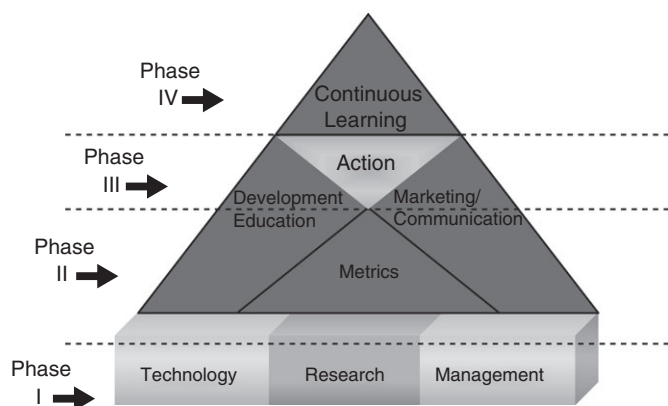 Phase
IV
Continuous
Learning
Phase
III
Action
Development
Education
Marketing/
Communication
Phase
II
Metrics
Phase
I
Technology
Research
Management